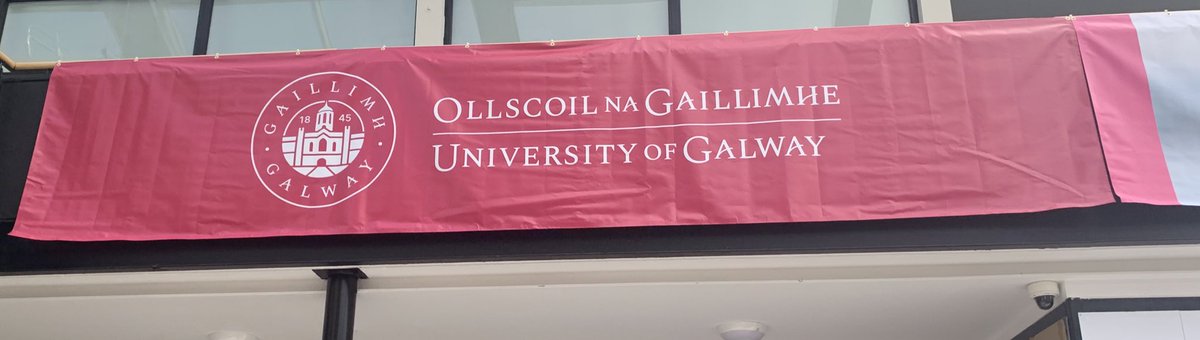 GAILLIMH
18 45
GALWAY
OLLSCOIL NA GAILLIMHE
UNIVERSITY OF GALWAY